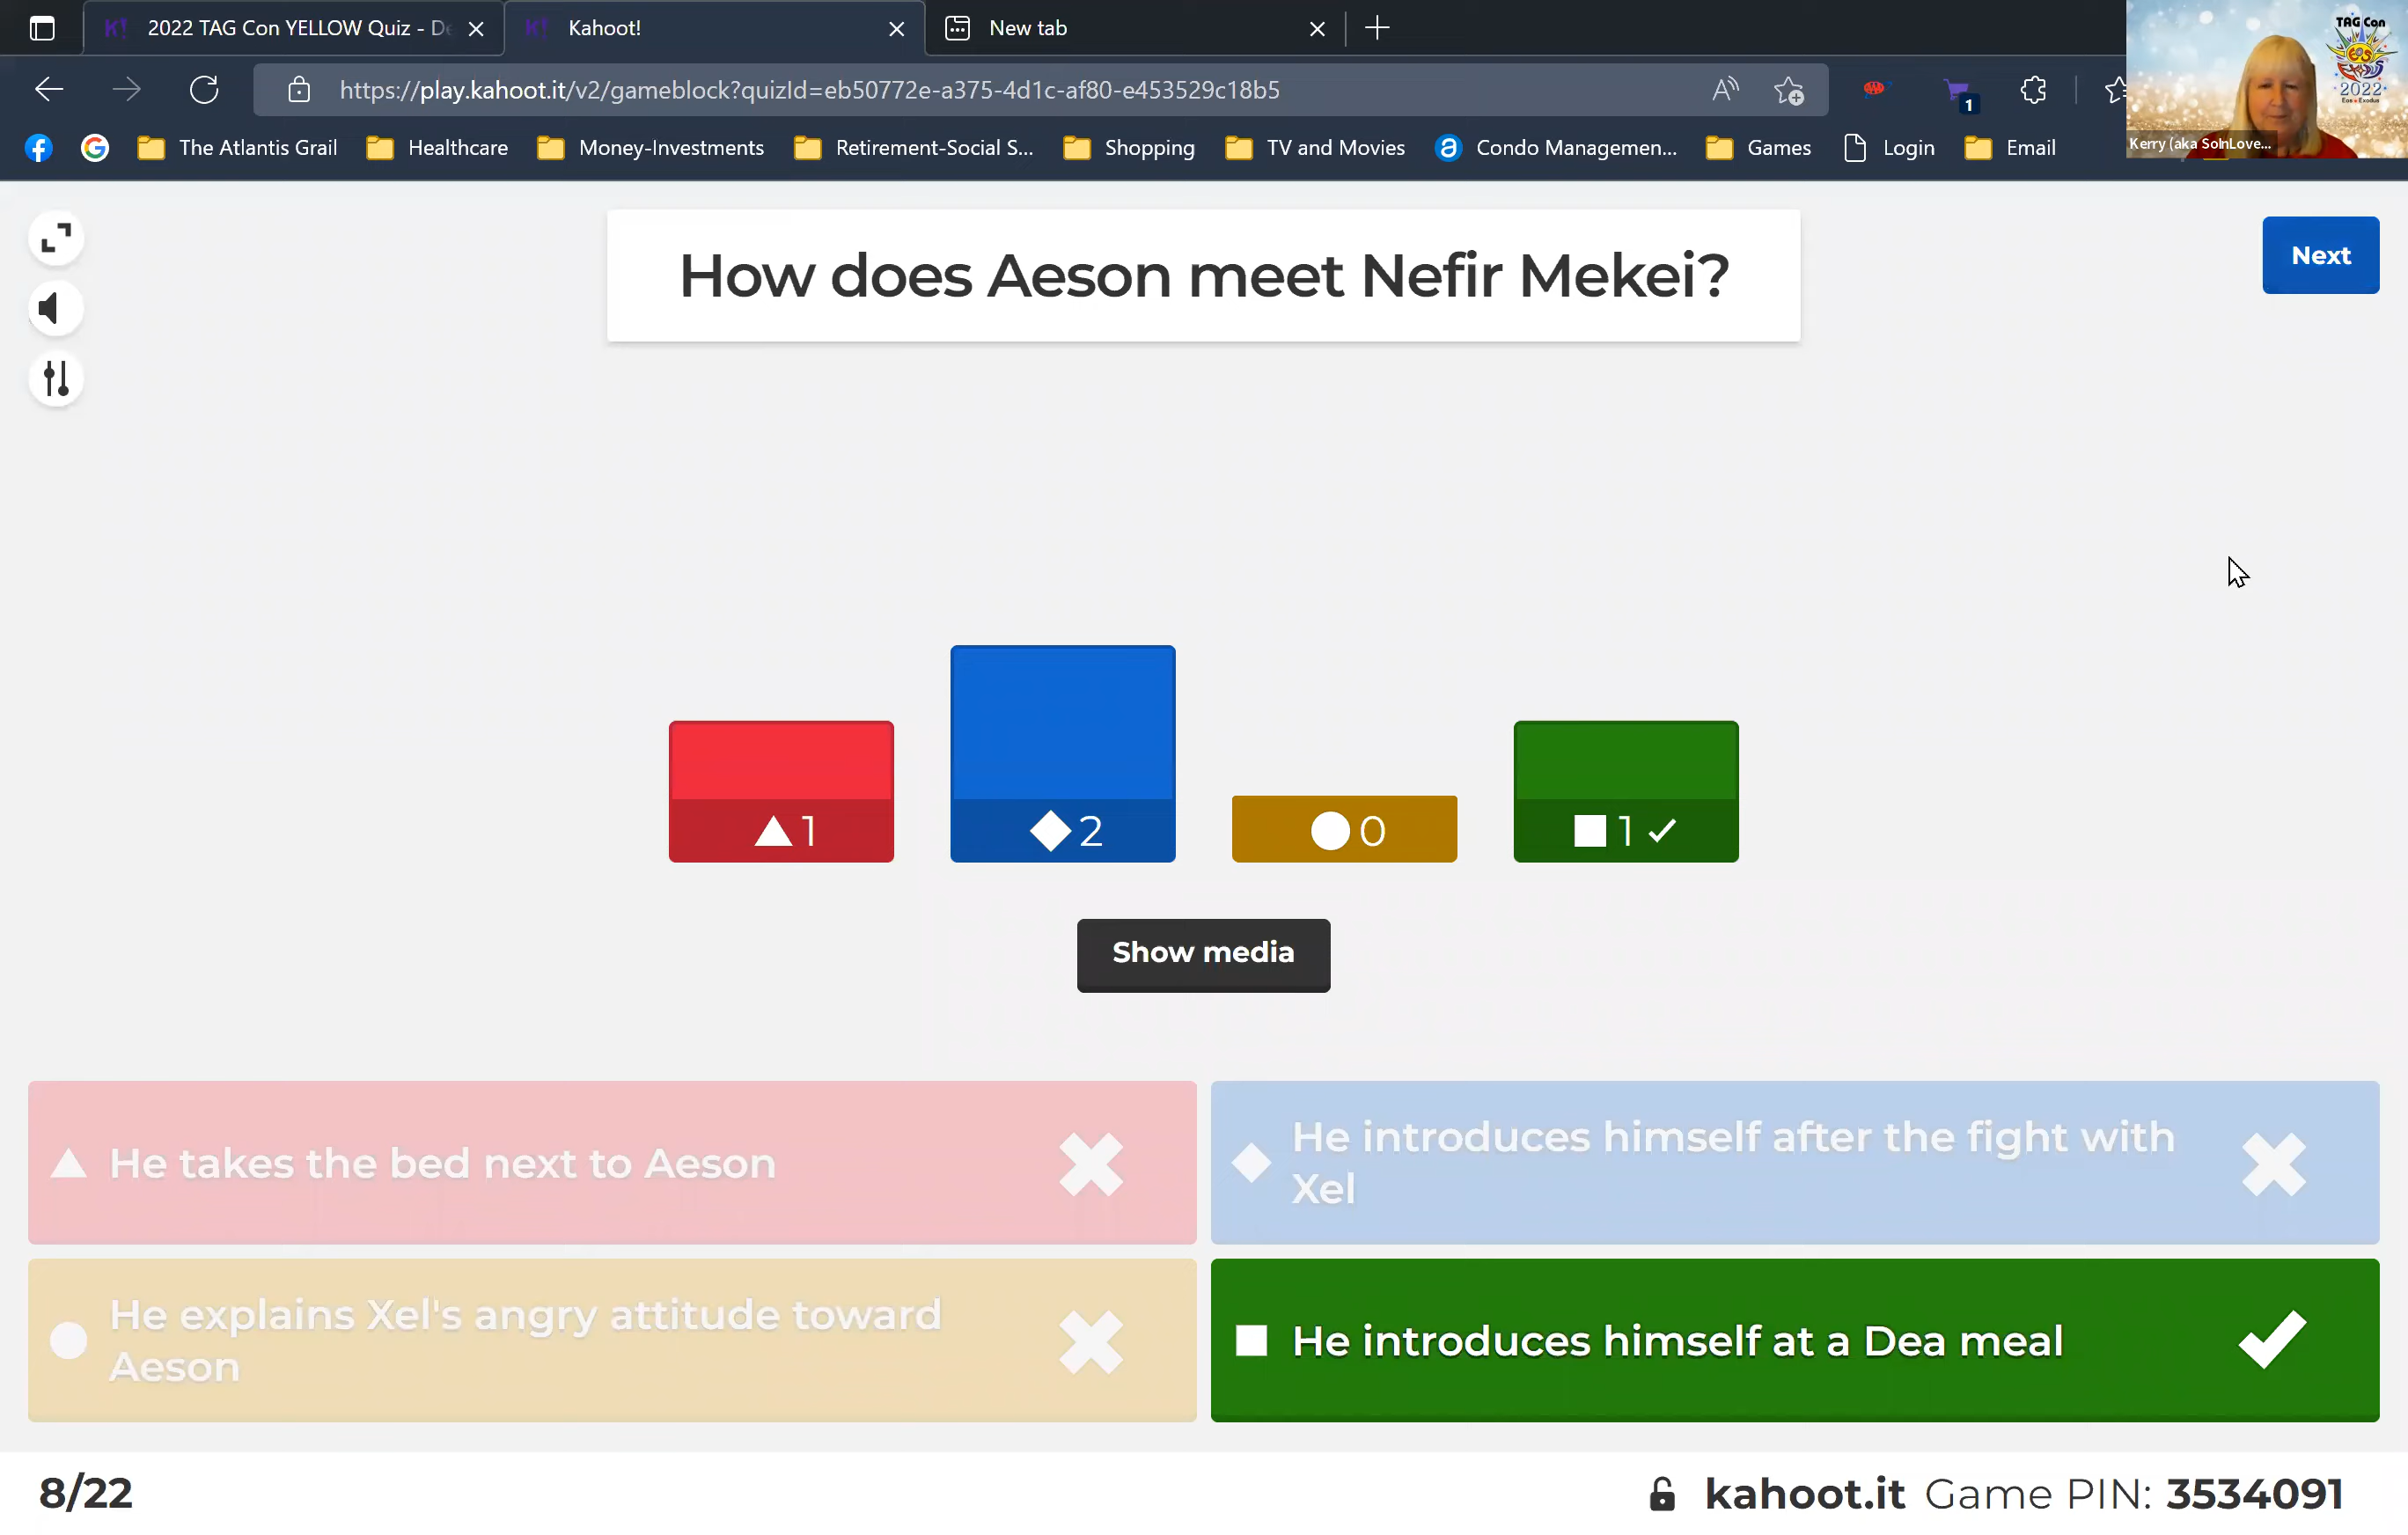 2022 TAG Con YELLOW Quiz - De
Kahoot!
New tab
https://play.kahoot.it/v2/gameblock?quizId=eb50772e-a375-4d1c-af80-e453529c18b5
1
The Atlantis Grail
Healthcare
Money-Investments
Retirement-Social S...
Shopping
TV and Movies
Condo Managemen...
Games
Login
Email
TAG Con
2022
Kerry (aka SolnLove...
How does Aeson meet Nefir Mekei?
Next
1
2
0
1
Show media
He takes the bed next to Aeson
He introduces himself after the fight with
Xel
He explains Xel's angry attitude toward
Aeson
He introduces himself at a Dea meal
8/22
kahoot.it Game PIN: 3534091